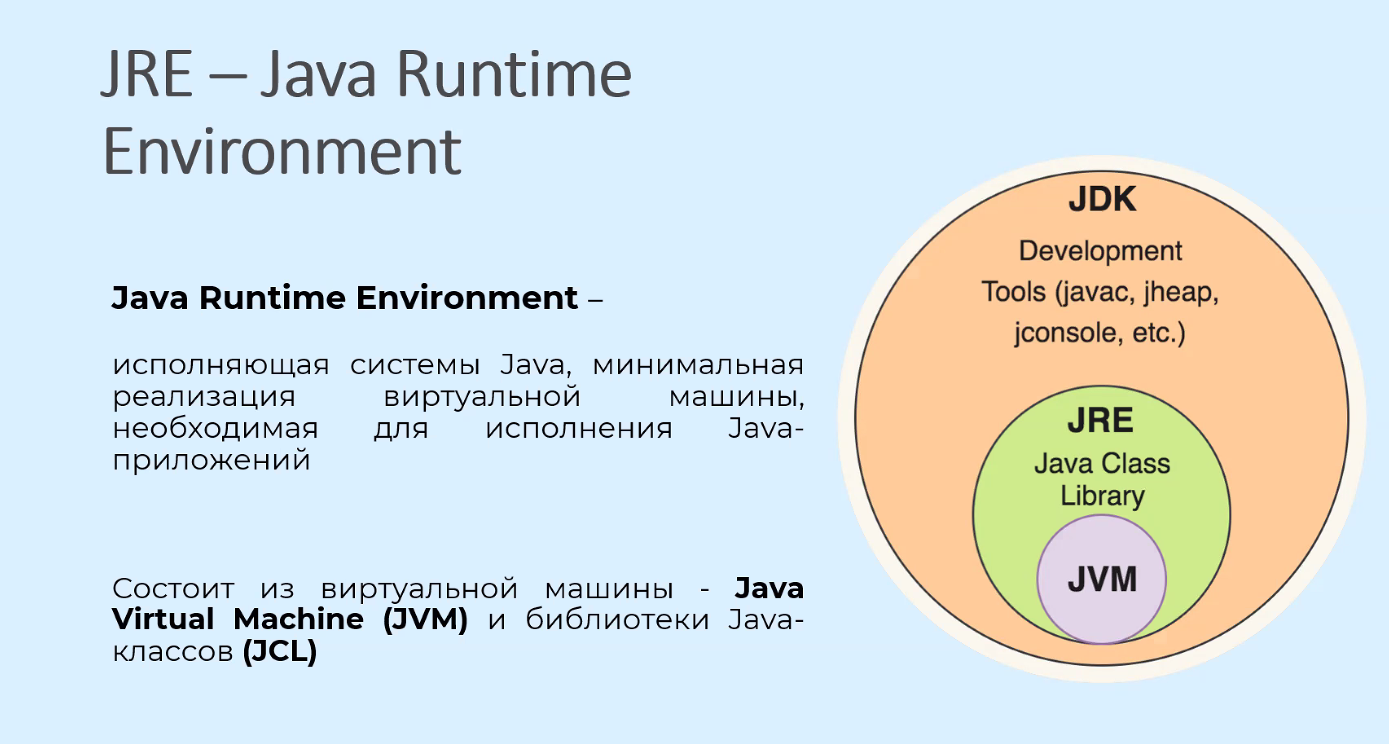 JRE – Java Runtime
Environment
Java Runtime Environment –
исполняющая системы Java, минимальная
реализация виртуальной машины,
необходимая для исполнения Java-
приложений
Состоит из виртуальной машины - Java
Virtual Machine (JVM) и библиотеки Java-
классов (JCL)
JDK
Development
Tools (javac, jheap,
jconsole, etc.)
JRE
Java Class
Library
JVM